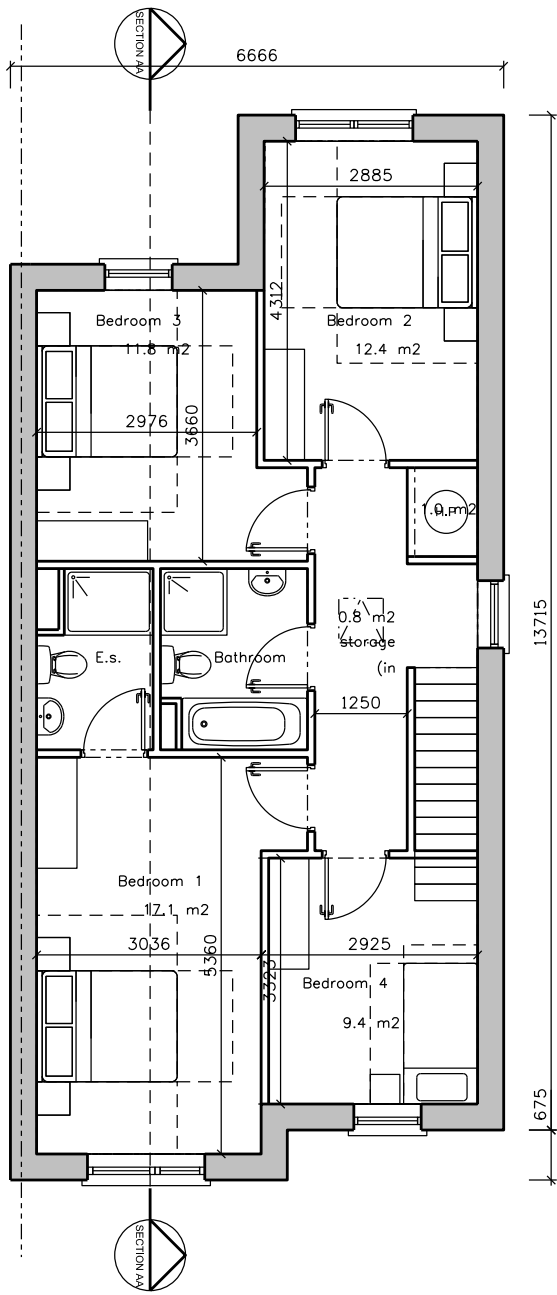 SECTION AA
6666
2885
4312
Bedroom 3
11.8 m2
Bedroom 2
12.4 m2
2976
3660
1.0 m2
H.P
13715
0.8 m2
storage
(in
E.s.
Bathroom
1250
Bedroom 1
17.1 m2
3036
5360
2925
3323
Bedroom 4
9.4 m2
675
SECTION AA